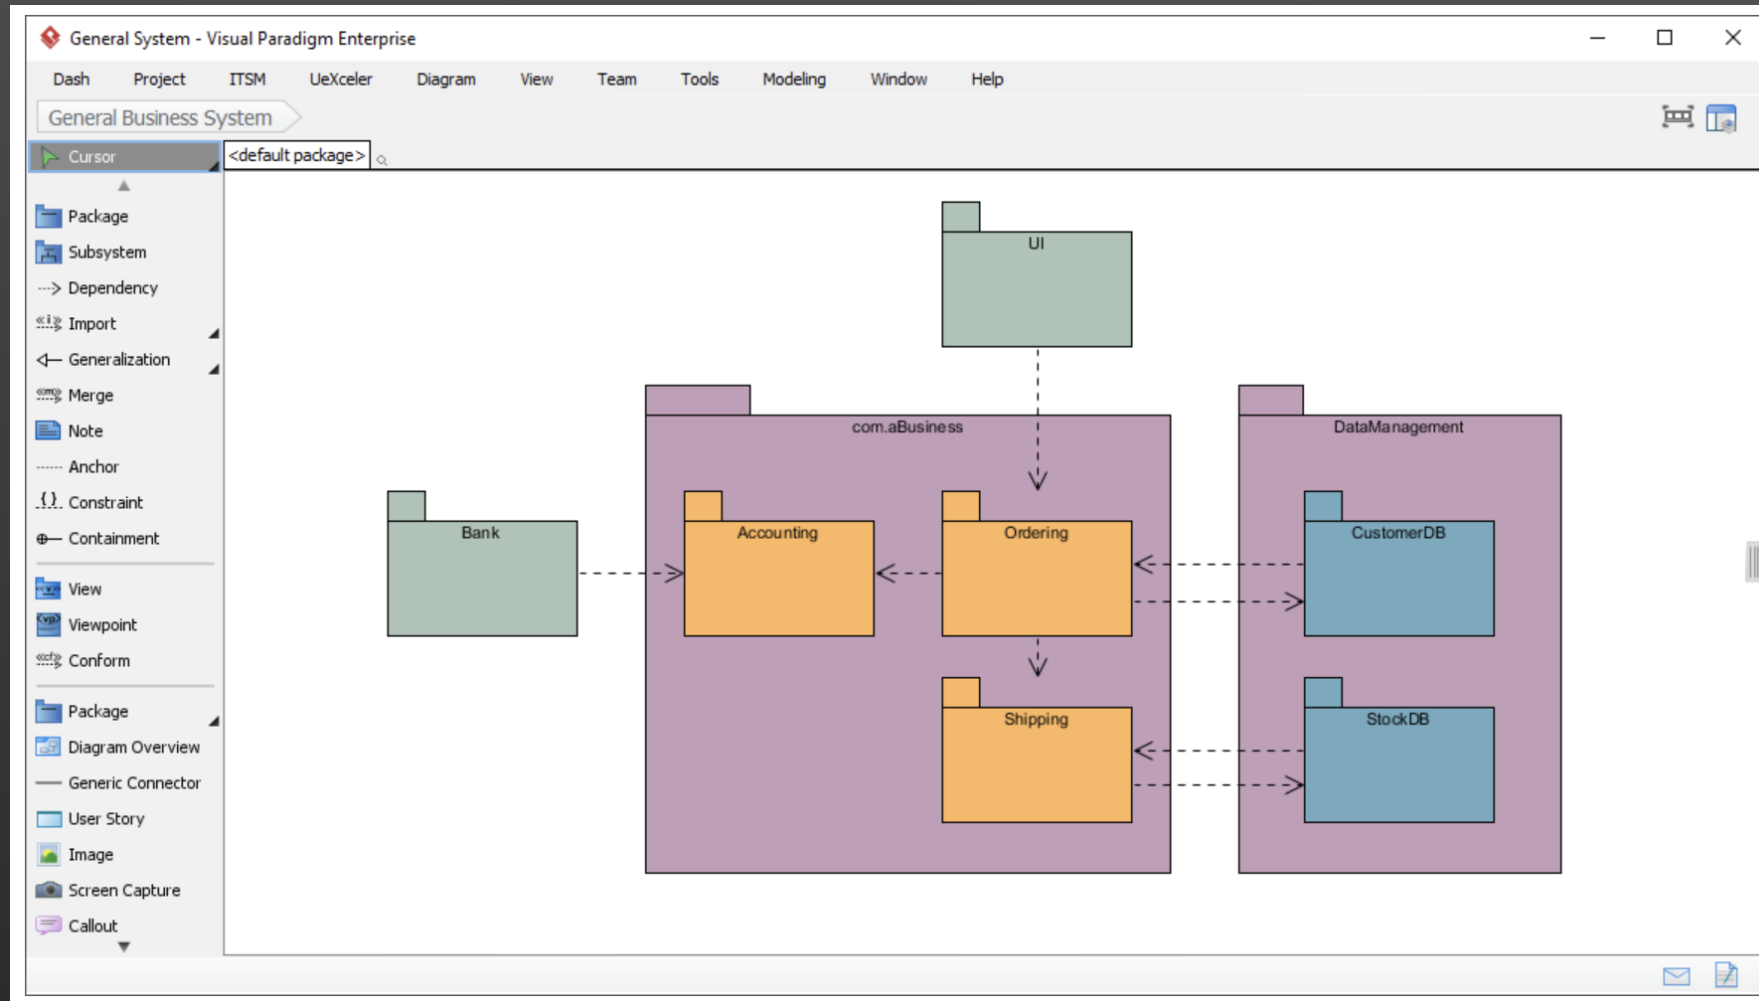 General System - Visual Paradigm Enterprise
Dash Project ITSM UeXceler Diagram View Team Tools Modeling Window Help
General Business System
Cursor
<default package>
Package
Subsystem
Dependency
«i» Import
Generalization
«m» Merge
Note
Anchor
{ } Constraint
Containment
View
Viewpoint
Conform
Package
Diagram Overview
Generic Connector
User Story
Image
Screen Capture
Callout
UI
com.aBusiness
DataManagement
Bank
Accounting
Ordering
CustomerDB
Shipping
StockDB